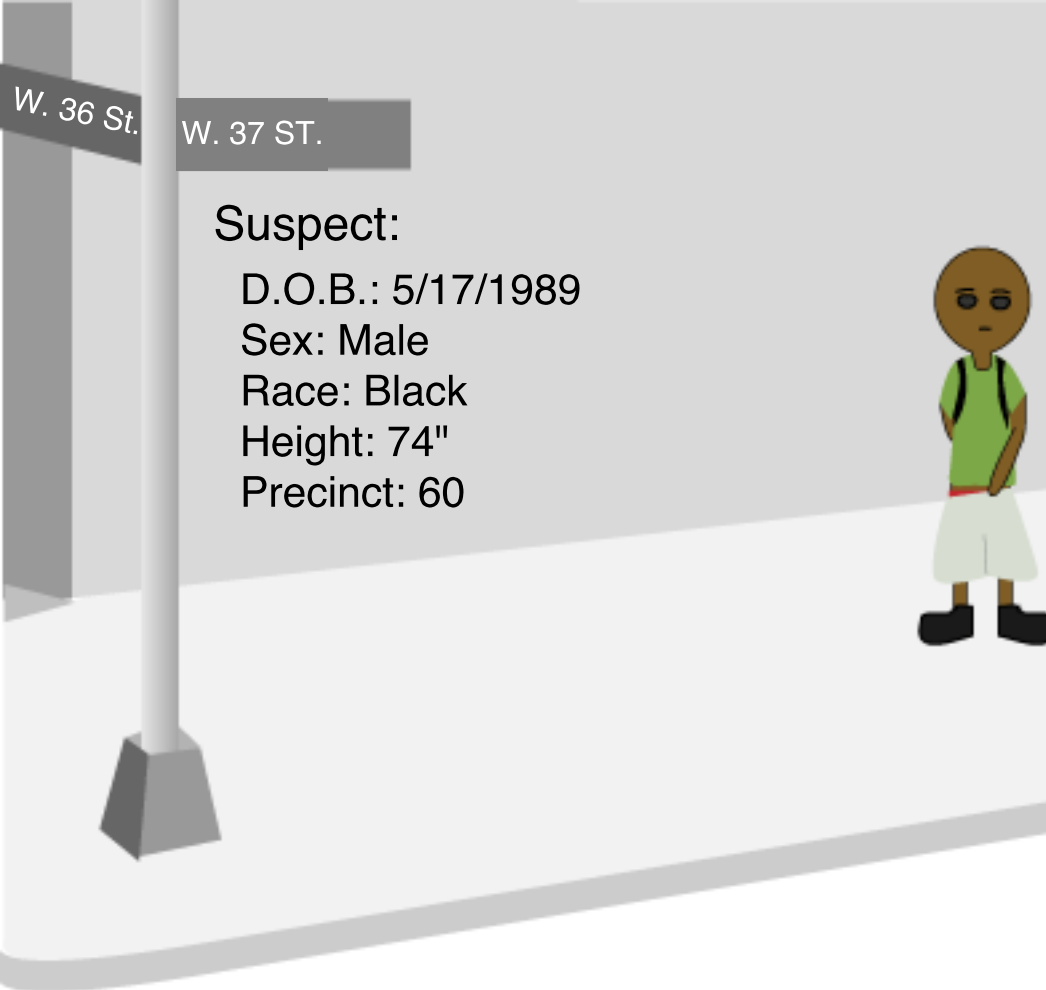 W. 36 St.
W. 37 ST.
Suspect:
D.O.B.: 5/17/1989
Sex: Male
Race: Black
Height: 74"
Precinct: 60